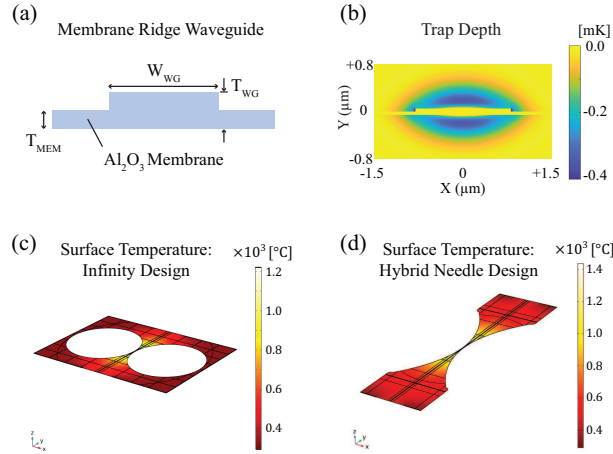 (a)
Membrane Ridge Waveguide
W_WG
T_WG
T_MEM
Al₂O₃ Membrane
(b)
Trap Depth
[mK]
0.0
-0.2
-0.4
+0.8
0
-0.8
Y (μm)
-1.5
0
+1.5
X (μm)
(c)
Surface Temperature:
Infinity Design
×10³ [°C]
1.2
1.0
0.8
0.6
0.4
z
y
x
(d)
Surface Temperature:
Hybrid Needle Design
×10³ [°C]
1.4
1.2
1.0
0.8
0.6
0.4
z
y
x